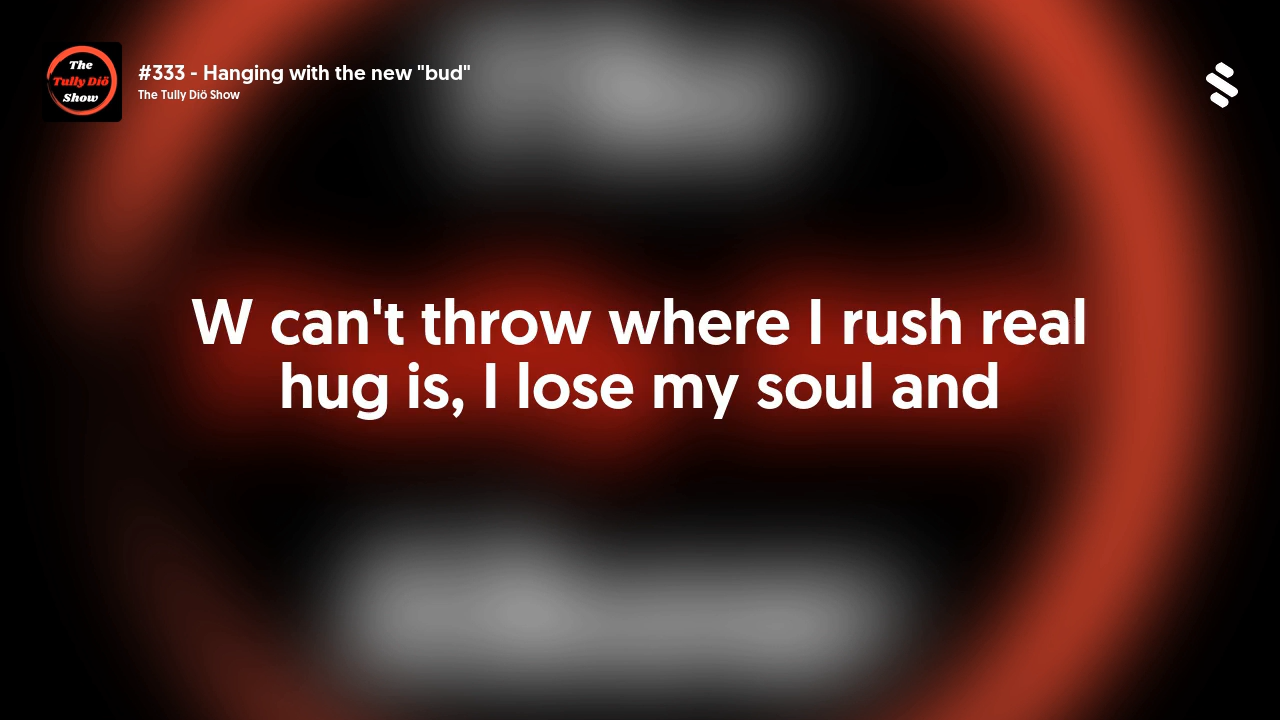 The
Tully Diö
Show
#333 - Hanging with the new "bud"
The Tully Diö Show
W can't throw where I rush real
hug is, I lose my soul and